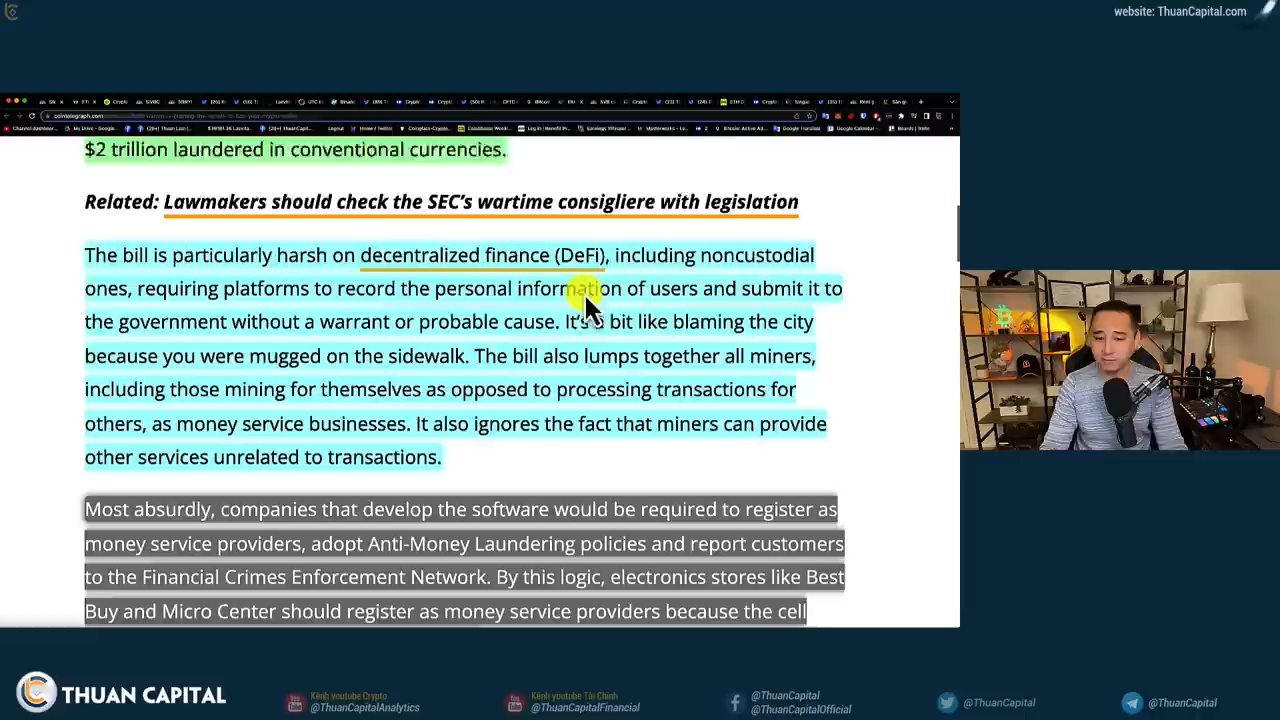 website: ThuanCapital.com
$2 trillion laundered in conventional currencies.
Related: Lawmakers should check the SEC’s wartime consigliere with legislation
The bill is particularly harsh on decentralized finance (DeFi), including noncustodial
ones, requiring platforms to record the personal information of users and submit it to
the government without a warrant or probable cause. It’s a bit like blaming the city
because you were mugged on the sidewalk. The bill also lumps together all miners,
including those mining for themselves as opposed to processing transactions for
others, as money service businesses. It also ignores the fact that miners can provide
other services unrelated to transactions.
Most absurdly, companies that develop the software would be required to register as
money service providers, adopt Anti-Money Laundering policies and report customers
to the Financial Crimes Enforcement Network. By this logic, electronics stores like Best
Buy and Micro Center should register as money service providers because the cell
THUAN CAPITAL
Kênh youtube Crypto
@ThuanCapitalAnalytics
Kênh youtube Tài Chính
@ThuanCapitalFinancial
@ThuanCapital
@ThuanCapitalOfficial
@ThuanCapital
@ThuanCapital